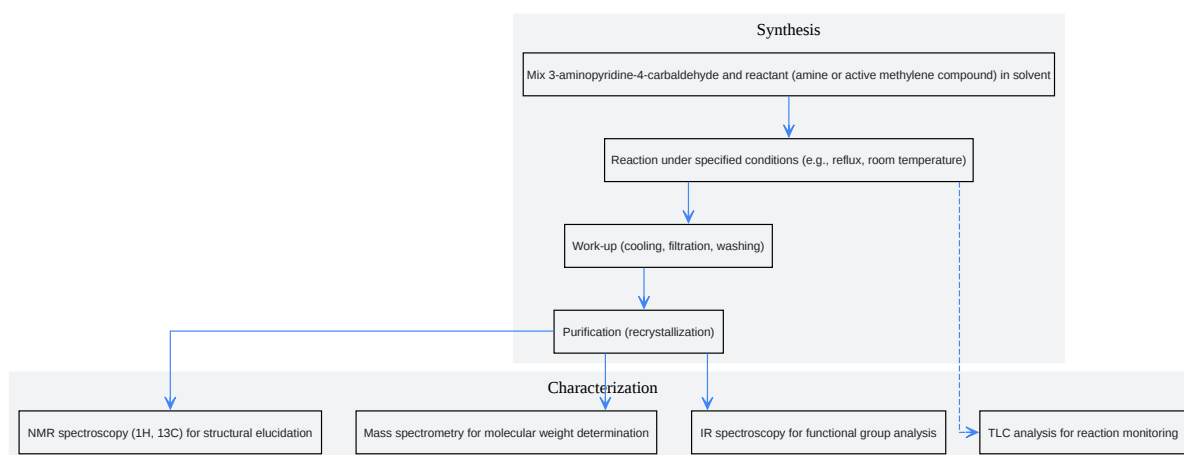 Synthesis
Mix 3-aminopyridine-4-carbaldehyde and reactant (amine or active methylene compound) in solvent
Reaction under specified conditions (e.g., reflux, room temperature)
Work-up (cooling, filtration, washing)
Purification (recrystallization)
Characterization
NMR spectroscopy (1H, 13C) for structural elucidation
Mass spectrometry for molecular weight determination
IR spectroscopy for functional group analysis
TLC analysis for reaction monitoring